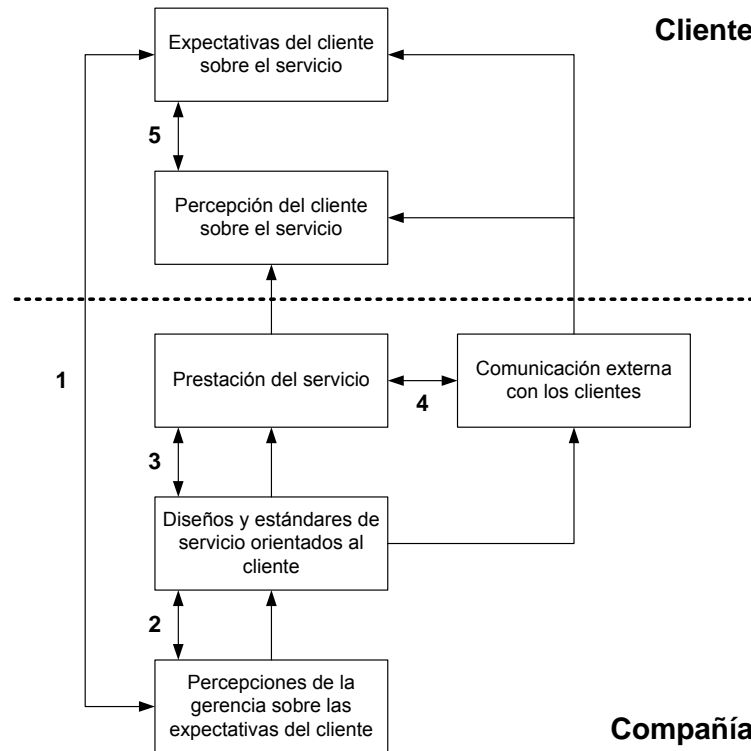 Cliente
Expectativas del cliente
sobre el servicio
5
Percepción del cliente
sobre el servicio
1
Prestación del servicio
4
Comunicación externa
con los clientes
3
Diseños y estándares de
servicio orientados al
cliente
2
Percepciones de la
gerencia sobre las
expectativas del cliente
Compañía